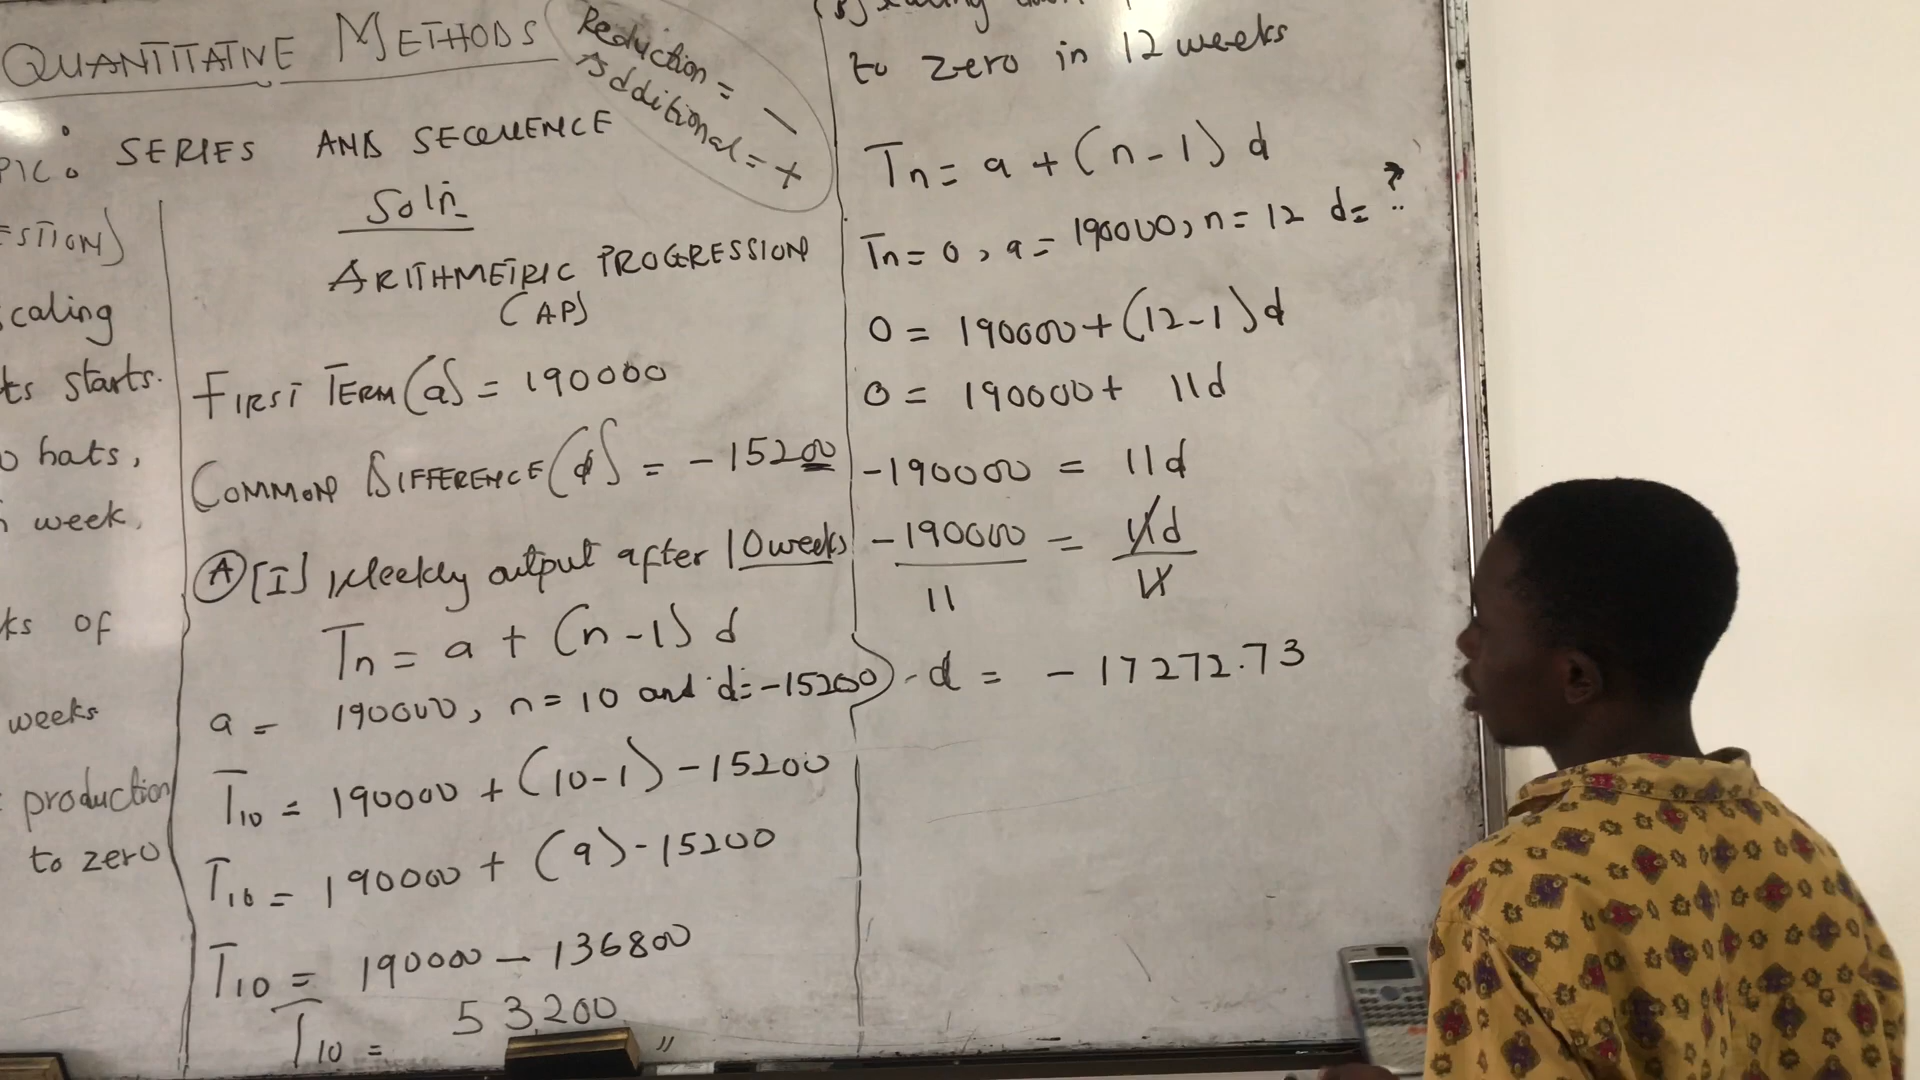 QUANTITATIVE METHODS
Reduction = -
Additional = +
PIC: SERIES AND SEQUENCE
ESTION)
caling
ts starts.
hats,
week,
ks of
weeks
production
to zero
Soln
ARITHMETRIC PROGRESSION
(AP)
FIRST TERM (a) = 190000
COMMON DIFFERENCE (d) = -15200
(A) [I] Weekly output after 10 weeks
Tn = a + (n-1) d
a = 190000, n = 10 and d = -15200
T10 = 190000 + (10-1) -15200
T10 = 190000 + (9) -15200
T10 = 190000 - 136800
T10 = 53200 "
to zero in 12 weeks
Tn = a + (n-1) d
Tn = 0, a = 190000, n = 12 d = ?
0 = 190000 + (12-1) d
0 = 190000 + 11d
-190000 = 11d
-190000 = 11d
11 11
d = -17272.73